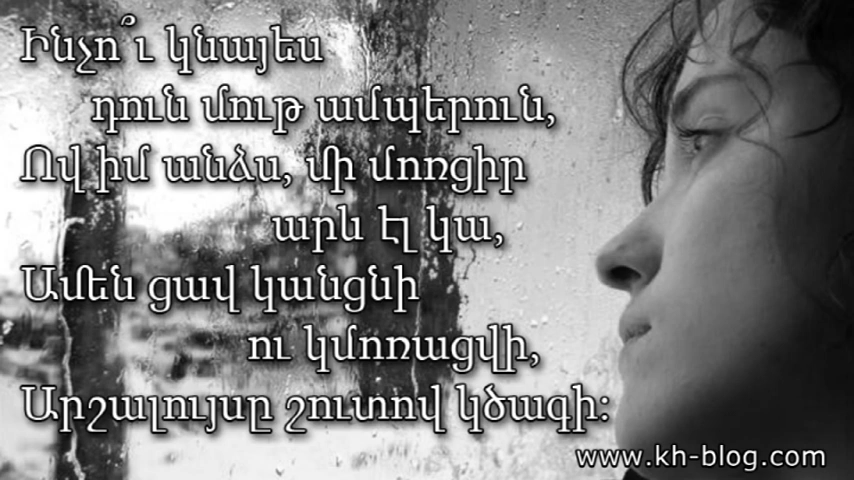 Ինչո՞ւ կնայես
դուն մութ ամպերուն,
Ով իմ անձս, մի մոռցիր
արև էլ կա,
Ամեն ցավ կանցնի
ու կմոռացվի,
Արշալույսը շուտով կծագի:
www.kh-blog.com